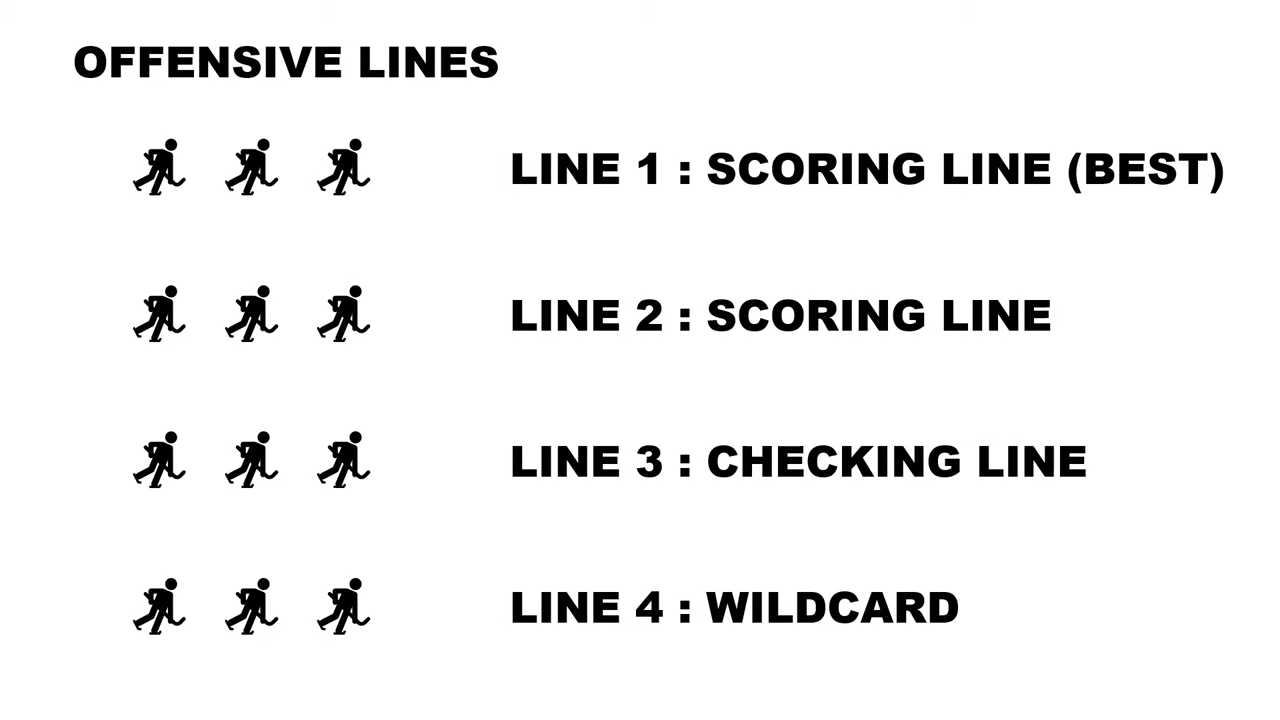 OFFENSIVE LINES
LINE 1 : SCORING LINE (BEST)
LINE 2 : SCORING LINE
LINE 3 : CHECKING LINE
LINE 4 : WILDCARD